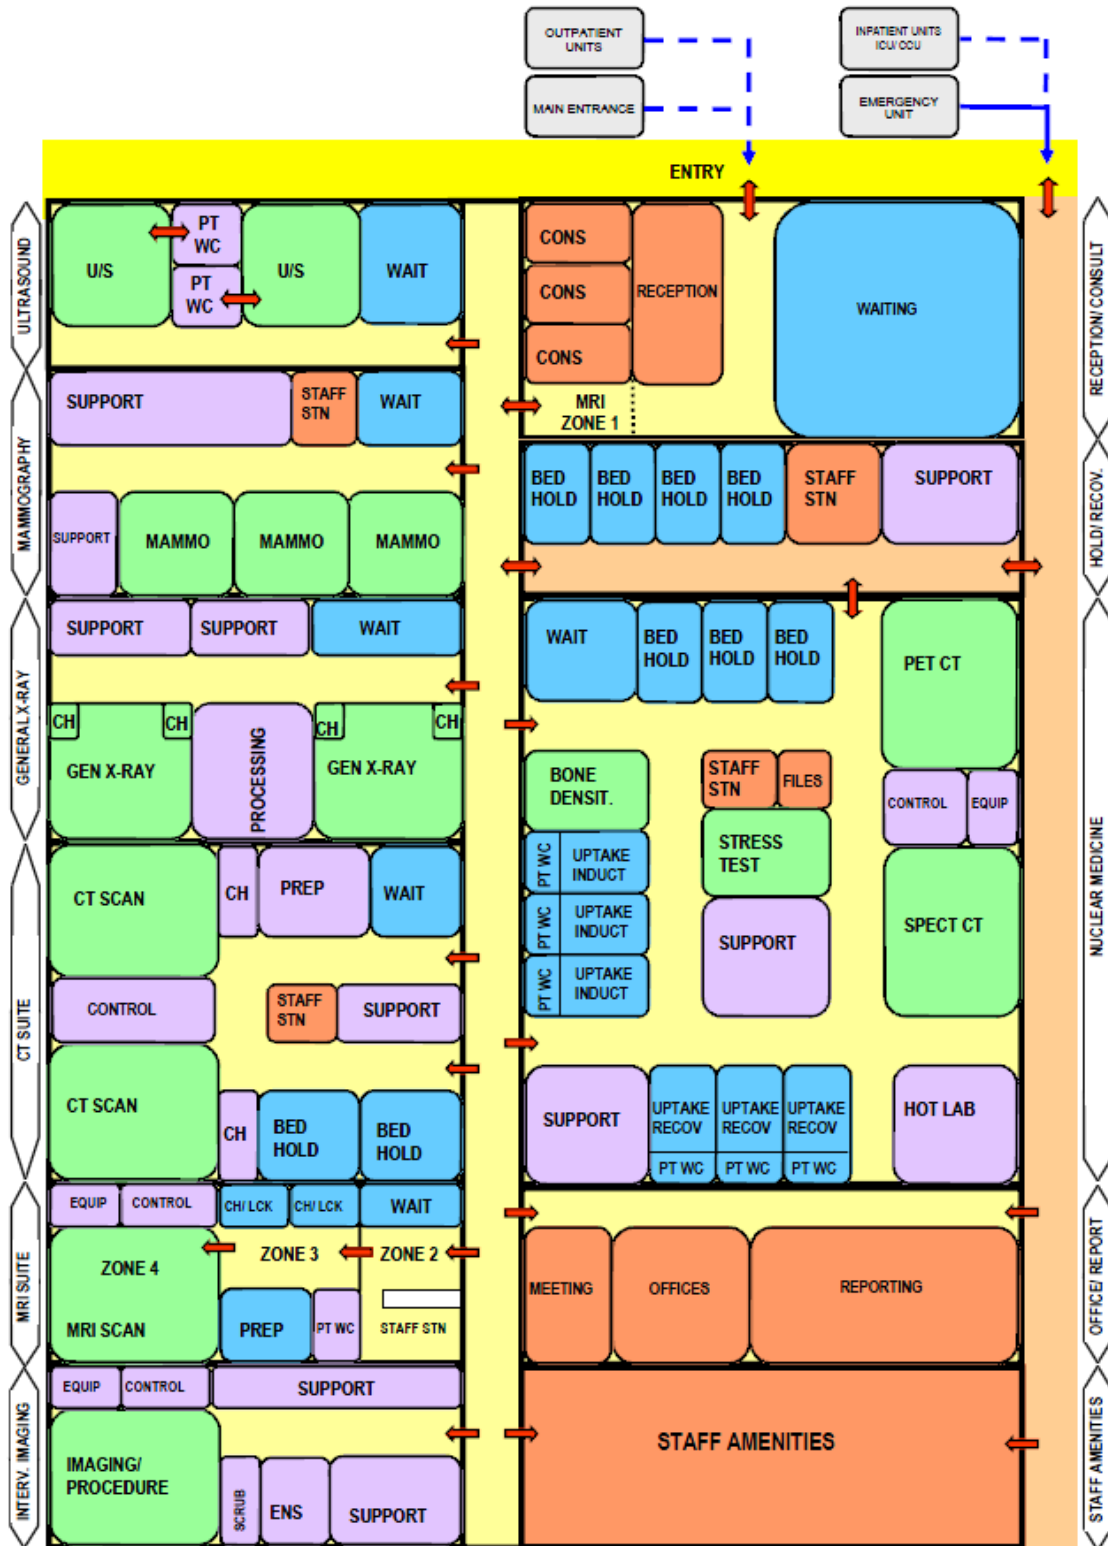 OUTPATIENT
UNITS
INPATIENT UNITS
ICU/ CCU
MAIN ENTRANCE
EMERGENCY
UNIT
ENTRY
ULTRASOUND
U/S
PT
WC
PT
WC
U/S
WAIT
CONS
CONS
CONS
RECEPTION
WAITING
MRI
ZONE 1
RECEPTION/ CONSULT
MAMMOGRAPHY
SUPPORT
STAFF
STN
WAIT
SUPPORT
MAMMO
MAMMO
MAMMO
BED
HOLD
BED
HOLD
BED
HOLD
BED
HOLD
STAFF
STN
SUPPORT
HOLD/ RECOV.
GENERAL X-RAY
SUPPORT
SUPPORT
WAIT
CH
CH
GEN X-RAY
PROCESSING
CH
CH
GEN X-RAY
WAIT
BED
HOLD
BED
HOLD
BED
HOLD
PET CT
BONE
DENSIT.
STAFF
STN
FILES
CONTROL
EQUIP
STRESS
TEST
PT WC
UPTAKE
INDUCT
PT WC
UPTAKE
INDUCT
PT WC
UPTAKE
INDUCT
SUPPORT
SPECT CT
NUCLEAR MEDICINE
SUPPORT
UPTAKE
RECOV
UPTAKE
RECOV
UPTAKE
RECOV
PT WC
PT WC
PT WC
HOT LAB
CT SUITE
CT SCAN
CH
PREP
WAIT
CONTROL
STAFF
STN
SUPPORT
CT SCAN
CH
BED
HOLD
BED
HOLD
MRI SUITE
EQUIP
CONTROL
CH/ LCK
CH/ LCK
WAIT
ZONE 4
ZONE 3
ZONE 2
MRI SCAN
PREP
PT WC
STAFF STN
MEETING
OFFICES
REPORTING
OFFICE/ REPORT
INTERV. IMAGING
EQUIP
CONTROL
SUPPORT
IMAGING/
PROCEDURE
SCRUB
ENS
SUPPORT
STAFF AMENITIES
STAFF AMENITIES